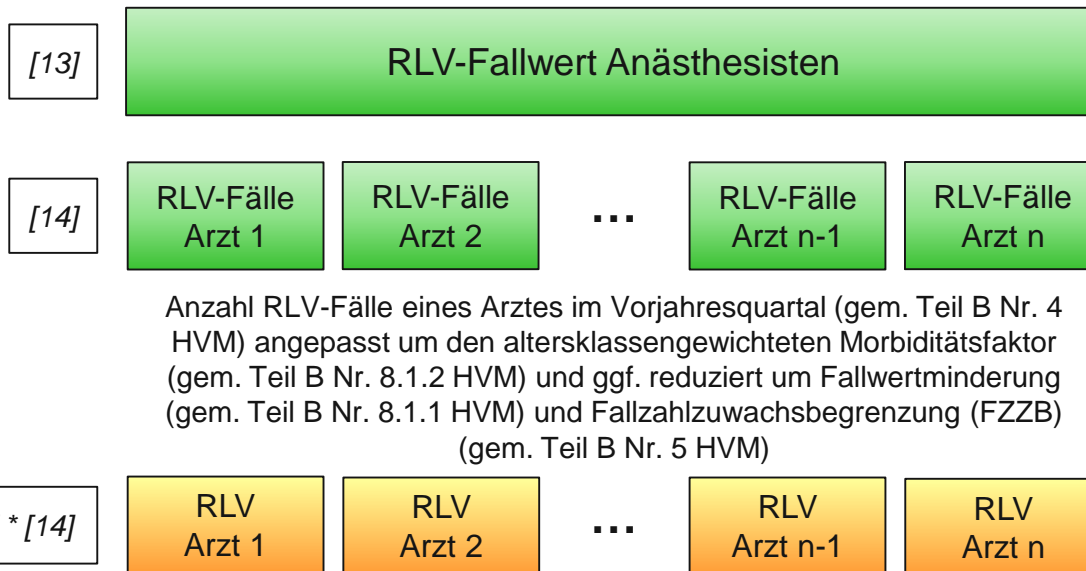 [13]
RLV-Fallwert Anästhesisten
[14]
RLV-Fälle
Arzt 1
RLV-Fälle
Arzt 2
...
RLV-Fälle
Arzt n-1
RLV-Fälle
Arzt n
Anzahl RLV-Fälle eines Arztes im Vorjahresquartal (gem. Teil B Nr. 4
HVM) angepasst um den altersklassengewichteten Morbiditätsfaktor
(gem. Teil B Nr. 8.1.2 HVM) und ggf. reduziert um Fallwertminderung
(gem. Teil B Nr. 8.1.1 HVM) und Fallzahlzuwachsbegrenzung (FZZB)
(gem. Teil B Nr. 5 HVM)
* [14]
RLV
Arzt 1
RLV
Arzt 2
...
RLV
Arzt n-1
RLV
Arzt n